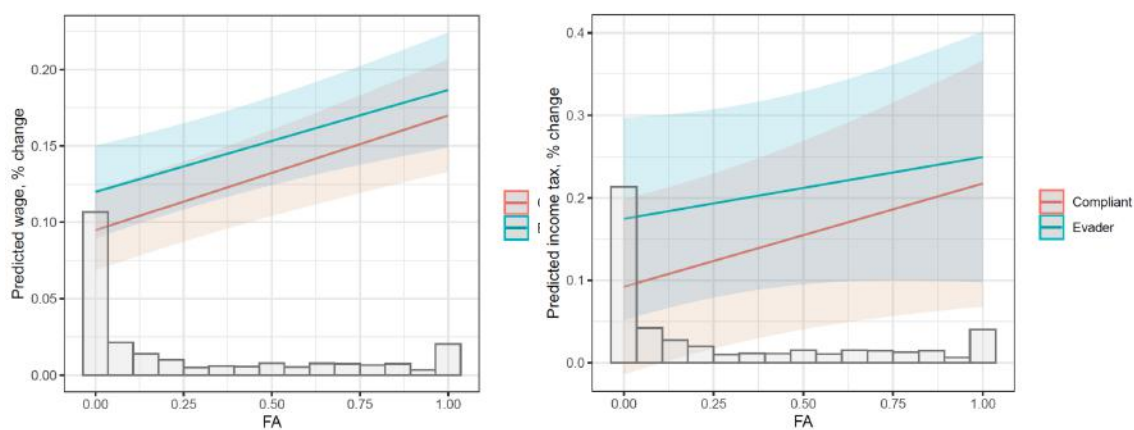 Predicted wage, % change
0.20
0.15
0.10
0.05
0.00
0.00 0.25 0.50 0.75 1.00
FA
Predicted income tax, % change
0.4
0.3
0.2
0.1
0.0
0.00 0.25 0.50 0.75 1.00
FA
Compliant
Evader